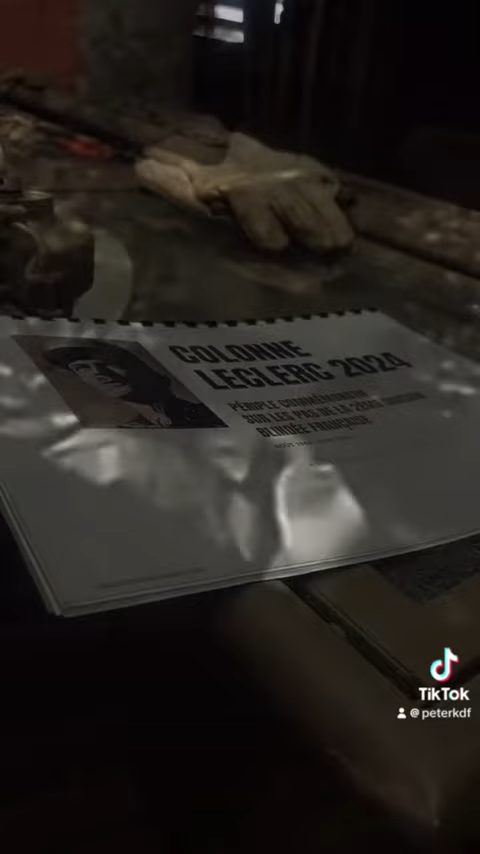 COLONNE
LECLERC 2024
PÉRIPLE COMMÉMORATIF
SUR LES PAS DE LA 2ÈME DIVISION
BLINDÉE FRANÇAISE
TikTok
@peterkdf